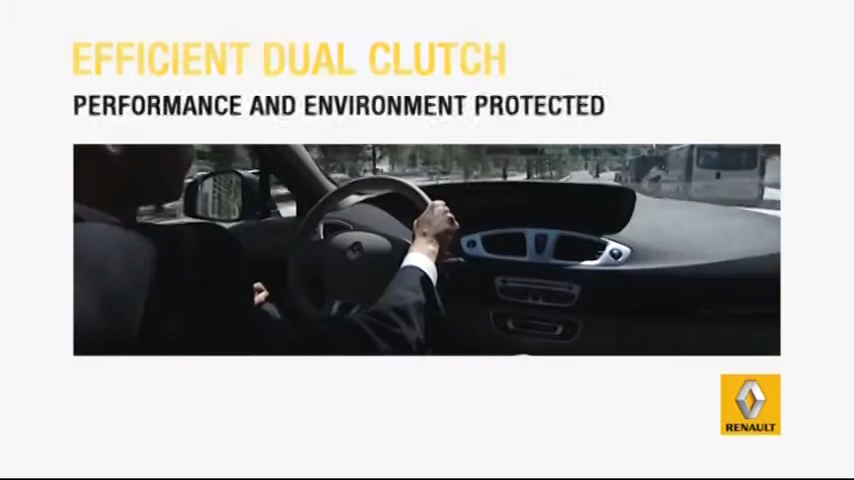 EFFICIENT DUAL CLUTCH
PERFORMANCE AND ENVIRONMENT PROTECTED
RENAULT